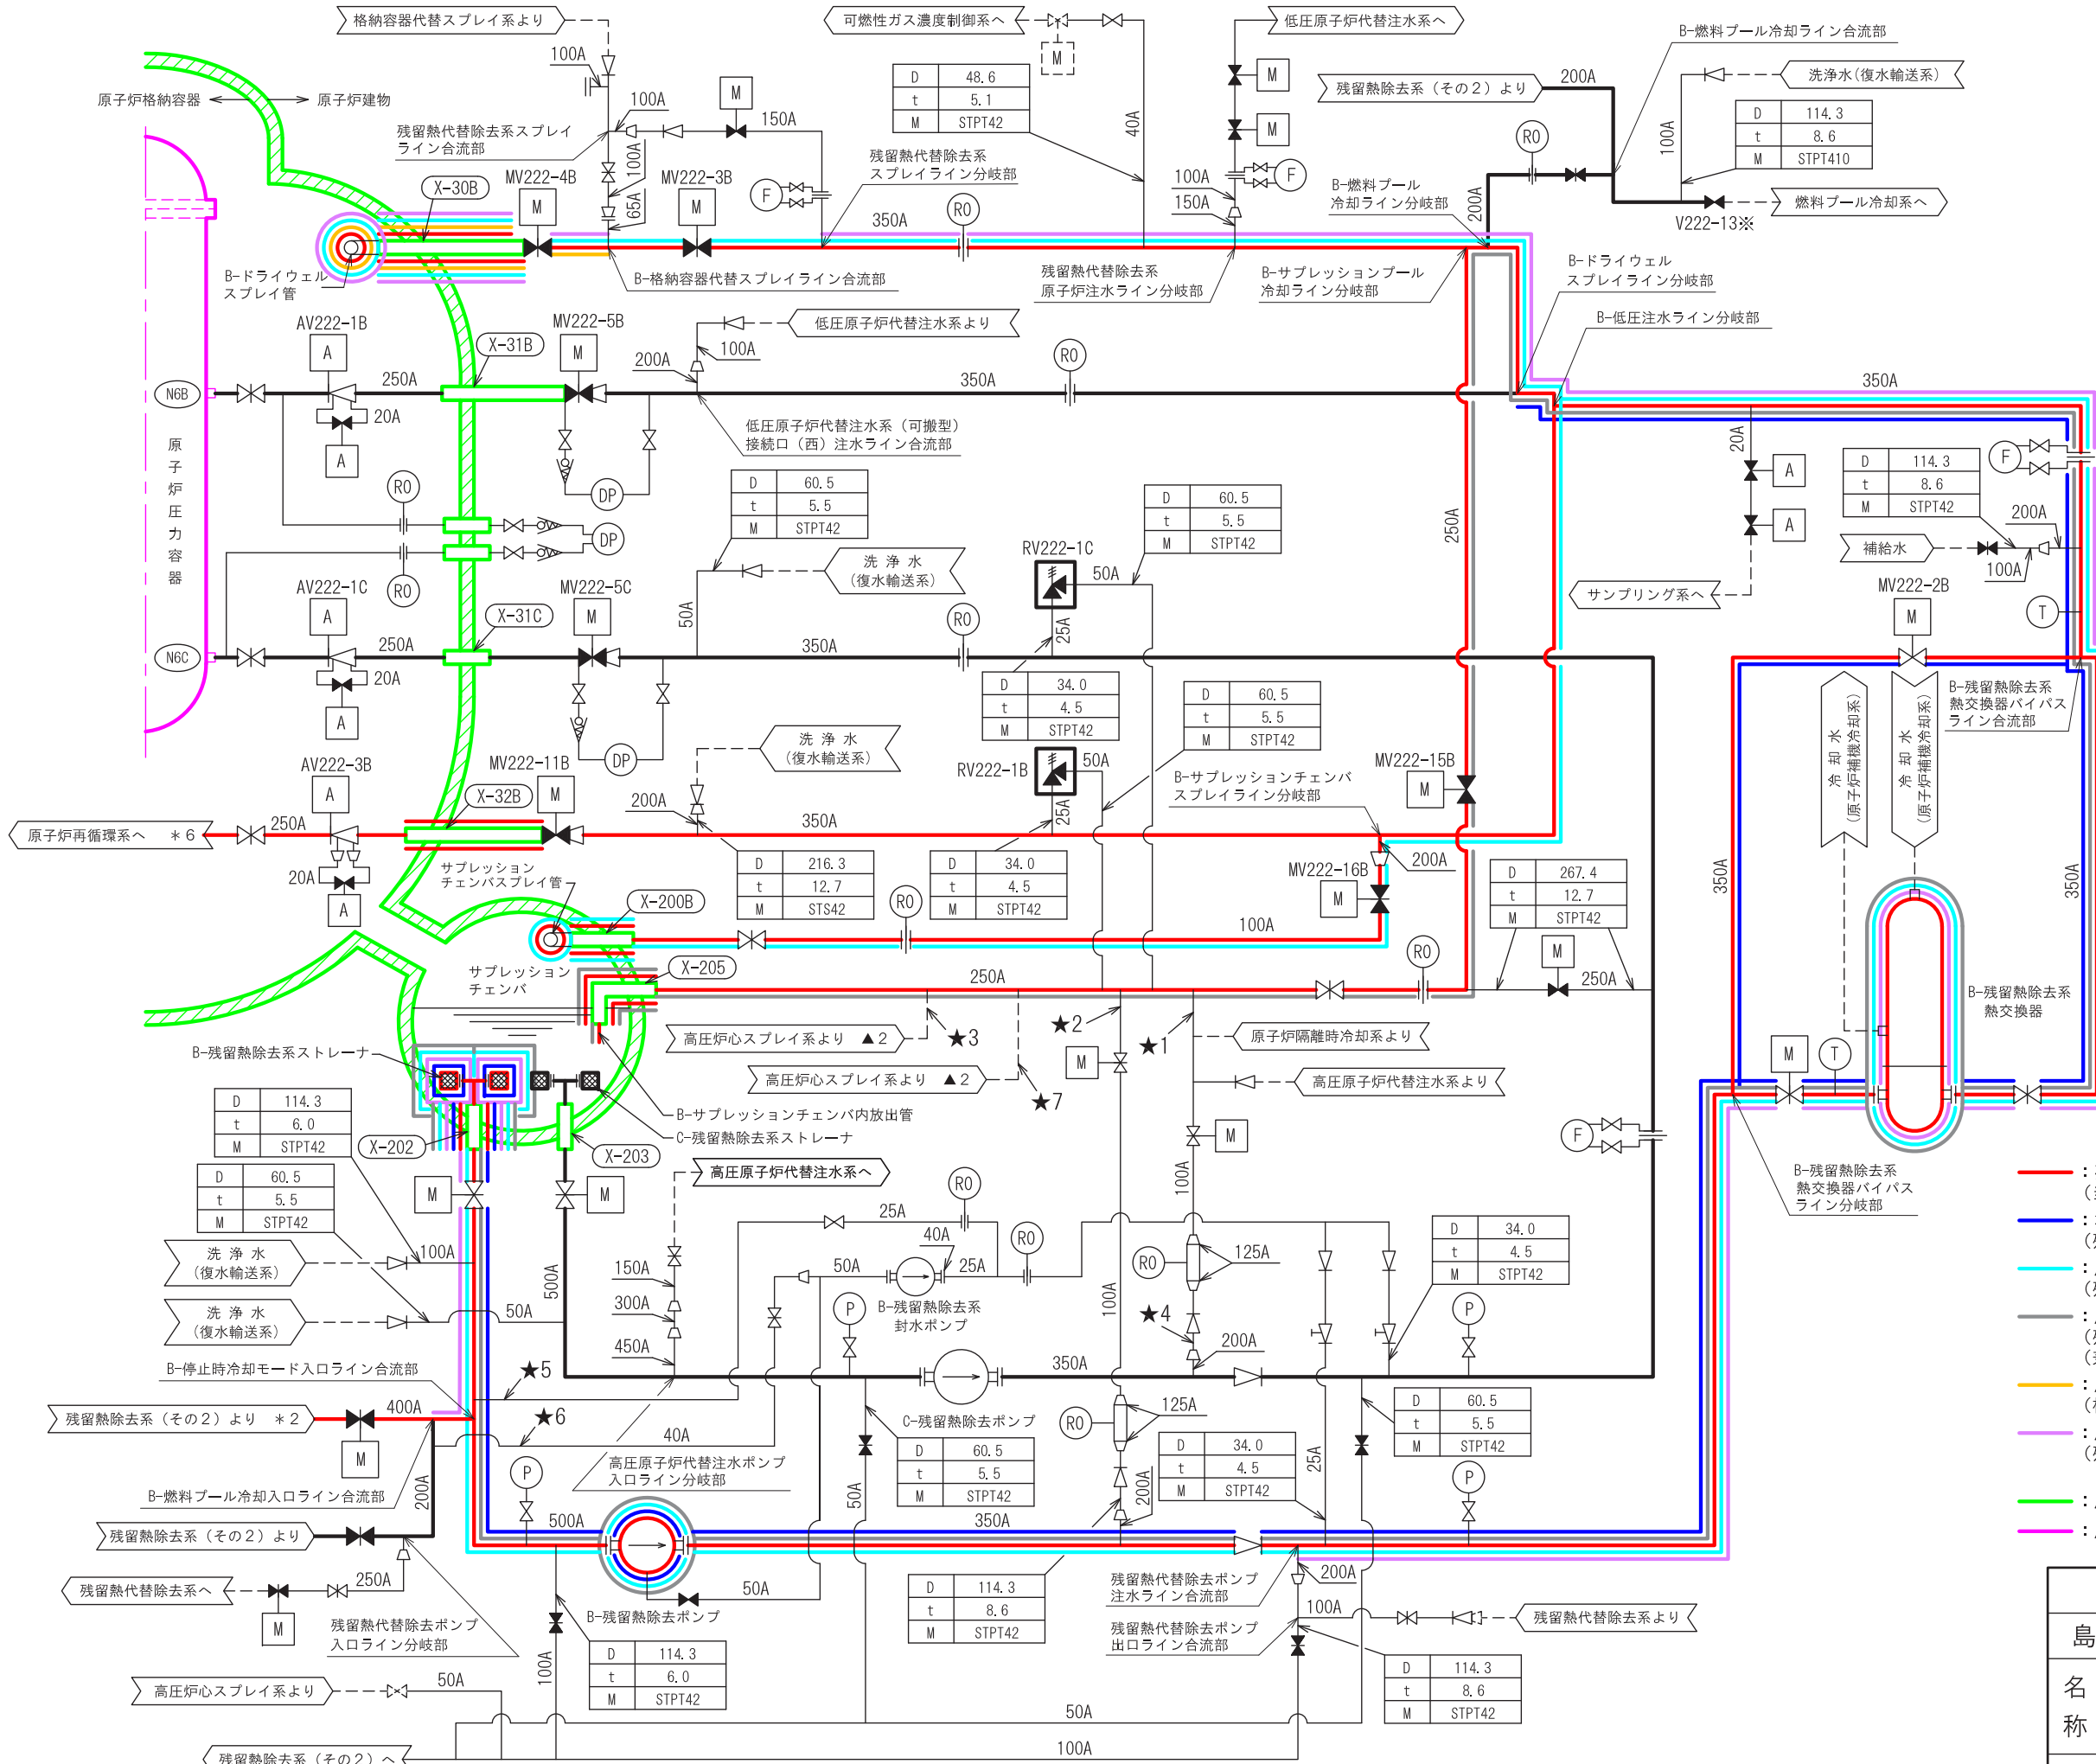 格納容器代替スプレイ系より
可燃性ガス濃度制御系へ
低圧原子炉代替注水系へ
B-燃料プール冷却ライン合流部
残留熱除去系(その2)より
200A
洗浄水(復水輸送系)
100A
M
D 48.6
t 5.1
M STPT42
M
M
D 114.3
t 8.6
M STPT410
原子炉格納容器
原子炉建物
残留熱代替除去系スプレイ
ライン合流部
100A
M
150A
40A
M
RO
100A
100A
65A
残留熱代替除去系
スプレイライン分岐部
100A
150A
F
F
B-燃料プール
冷却ライン分岐部
200A
燃料プール冷却系へ
V222-13※
X-30B
MV222-4B
M
MV222-3B
M
350A
RO
B-ドライウェル
スプレイ管
B-格納容器代替スプレイライン合流部
残留熱代替除去系
原子炉注水ライン分岐部
B-サプレッションプール
冷却ライン分岐部
B-ドライウェル
スプレイライン分岐部
B-低圧注水ライン分岐部
AV222-1B
A
X-31B
MV222-5B
M
低圧原子炉代替注水系より
100A
200A
RO
N6B
250A
350A
350A
20A
A
低圧原子炉代替注水系(可搬型)
接続口(西)注水ライン合流部
原子炉圧力容器
RO
DP
DP
RO
D 60.5
t 5.5
M STPT42
D 60.5
t 5.5
M STPT42
250A
20A
A
A
F
D 114.3
t 8.6
M STPT42
200A
補給水
100A
サンプリング系へ
MV222-2B
M
T
洗浄水
(復水輸送系)
RV222-1C
50A
25A
50A
AV222-1C
A
X-31C
MV222-5C
M
RO
N6C
250A
350A
20A
A
DP
D 34.0
t 4.5
M STPT42
D 60.5
t 5.5
M STPT42
B-残留熱除去系
熱交換器バイパス
ライン合流部
冷却水
(原子炉補機冷却系)
冷却水
(原子炉補機冷却系)
洗浄水
(復水輸送系)
RV222-1B
50A
25A
MV222-15B
M
B-サプレッションチェンバ
スプレイライン分岐部
AV222-3B
A
X-32B
MV222-11B
M
200A
原子炉再循環系へ *6
250A
350A
20A
A
サプレッション
チェンバスプレイ管
D 216.3
t 12.7
M STS42
D 34.0
t 4.5
M STPT42
200A
MV222-16B
M
D 267.4
t 12.7
M STPT42
350A
350A
X-200B
RO
100A
サプレッション
チェンバ
X-205
250A
RO
M
250A
B-残留熱除去系
熱交換器
高圧炉心スプレイ系より ▲2
★3
★2
★1
原子炉隔離時冷却系より
M
B-残留熱除去系ストレーナ
高圧炉心スプレイ系より ▲2
★7
高圧原子炉代替注水系より
M
T
D 114.3
t 6.0
M STPT42
B-サプレッションチェンバ内放出管
C-残留熱除去系ストレーナ
X-202
X-203
M
F
D 60.5
t 5.5
M STPT42
M
M
高圧原子炉代替注水系へ
100A
B-残留熱除去系
熱交換器バイパス
ライン分岐部
RO
25A
洗浄水
(復水輸送系)
100A
500A
150A
50A
40A
25A
RO
RO
125A
D 34.0
t 4.5
M STPT42
洗浄水
(復水輸送系)
50A
300A
P
B-残留熱除去系
封水ポンプ
100A
★4
P
450A
200A
B-停止時冷却モード入口ライン合流部
★5
350A
残留熱除去系(その2)より *2
400A
★6
M
40A
C-残留熱除去ポンプ
RO
125A
D 60.5
t 5.5
M STPT42
高圧原子炉代替注水ポンプ
入口ライン分岐部
D 60.5
t 5.5
M STPT42
D 34.0
t 4.5
M STPT42
25A
P
P
200A
B-燃料プール冷却入口ライン合流部
50A
200A
残留熱除去系(その2)より
500A
350A
残留熱代替除去系へ
250A
M
50A
D 114.3
t 8.6
M STPT42
残留熱代替除去ポンプ
注水ライン合流部
200A
残留熱代替除去ポンプ
入口ライン分岐部
B-残留熱除去ポンプ
残留熱代替除去ポンプ
出口ライン合流部
100A
残留熱代替除去系より
100A
D 114.3
t 6.0
M STPT42
D 114.3
t 8.6
M STPT42
高圧炉心スプレイ系より
50A
50A
残留熱除去系(その2)へ
100A
島
名
称